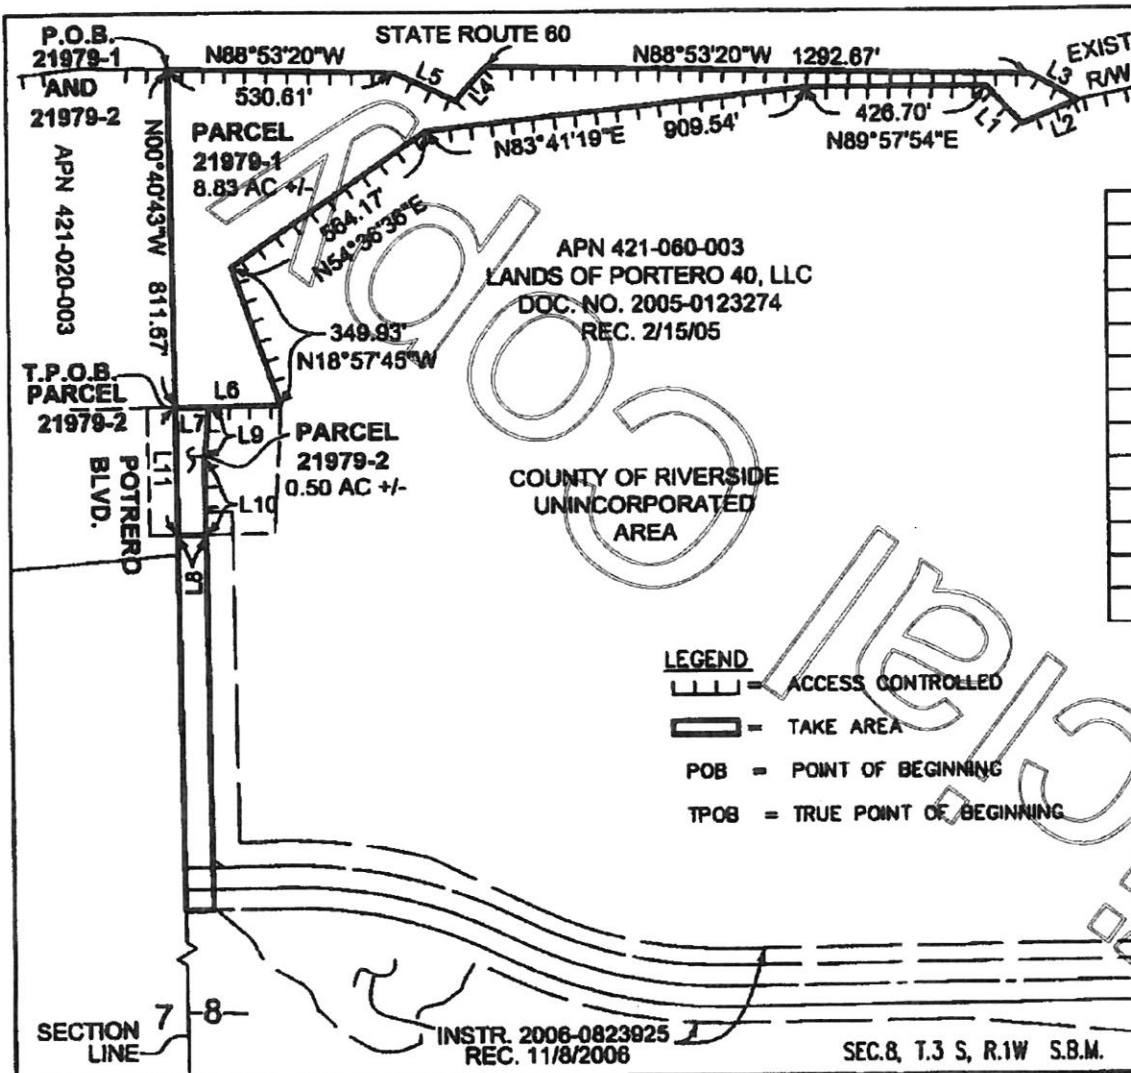 P.O.B.
21979-1
AND
21979-2
N88°53'20"W
530.61'
STATE ROUTE 60
N88°53'20"W 1292.67'
EXIST
R/W
L5
L4
L3
L1
L2
426.70'
N89°57'54"E
909.54'
N83°41'19"E
PARCEL
21979-1
8.83 AC +/-
N00°40'43"W 811.67'
APN 421-020-003
564.17'
N54°36'36"E
APN 421-060-003
LANDS OF PORTERO 40, LLC
DOC. NO. 2005-0123274
REC. 2/15/05
349.93'
N18°57'45"W
T.P.O.B.
PARCEL
21979-2
L6
L7
L9
PARCEL
21979-2
0.50 AC +/-
L11
L10
POTRERO
BLVD.
L8
COUNTY OF RIVERSIDE
UNINCORPORATED
AREA
LEGEND
= ACCESS CONTROLLED
= TAKE AREA
POB = POINT OF BEGINNING
TPOB = TRUE POINT OF BEGINNING
7 8
SECTION
LINE
INSTR. 2006-0823925
REC. 11/8/2006
SEC.8, T.3 S, R.1W S.B.M.
Copy
cial